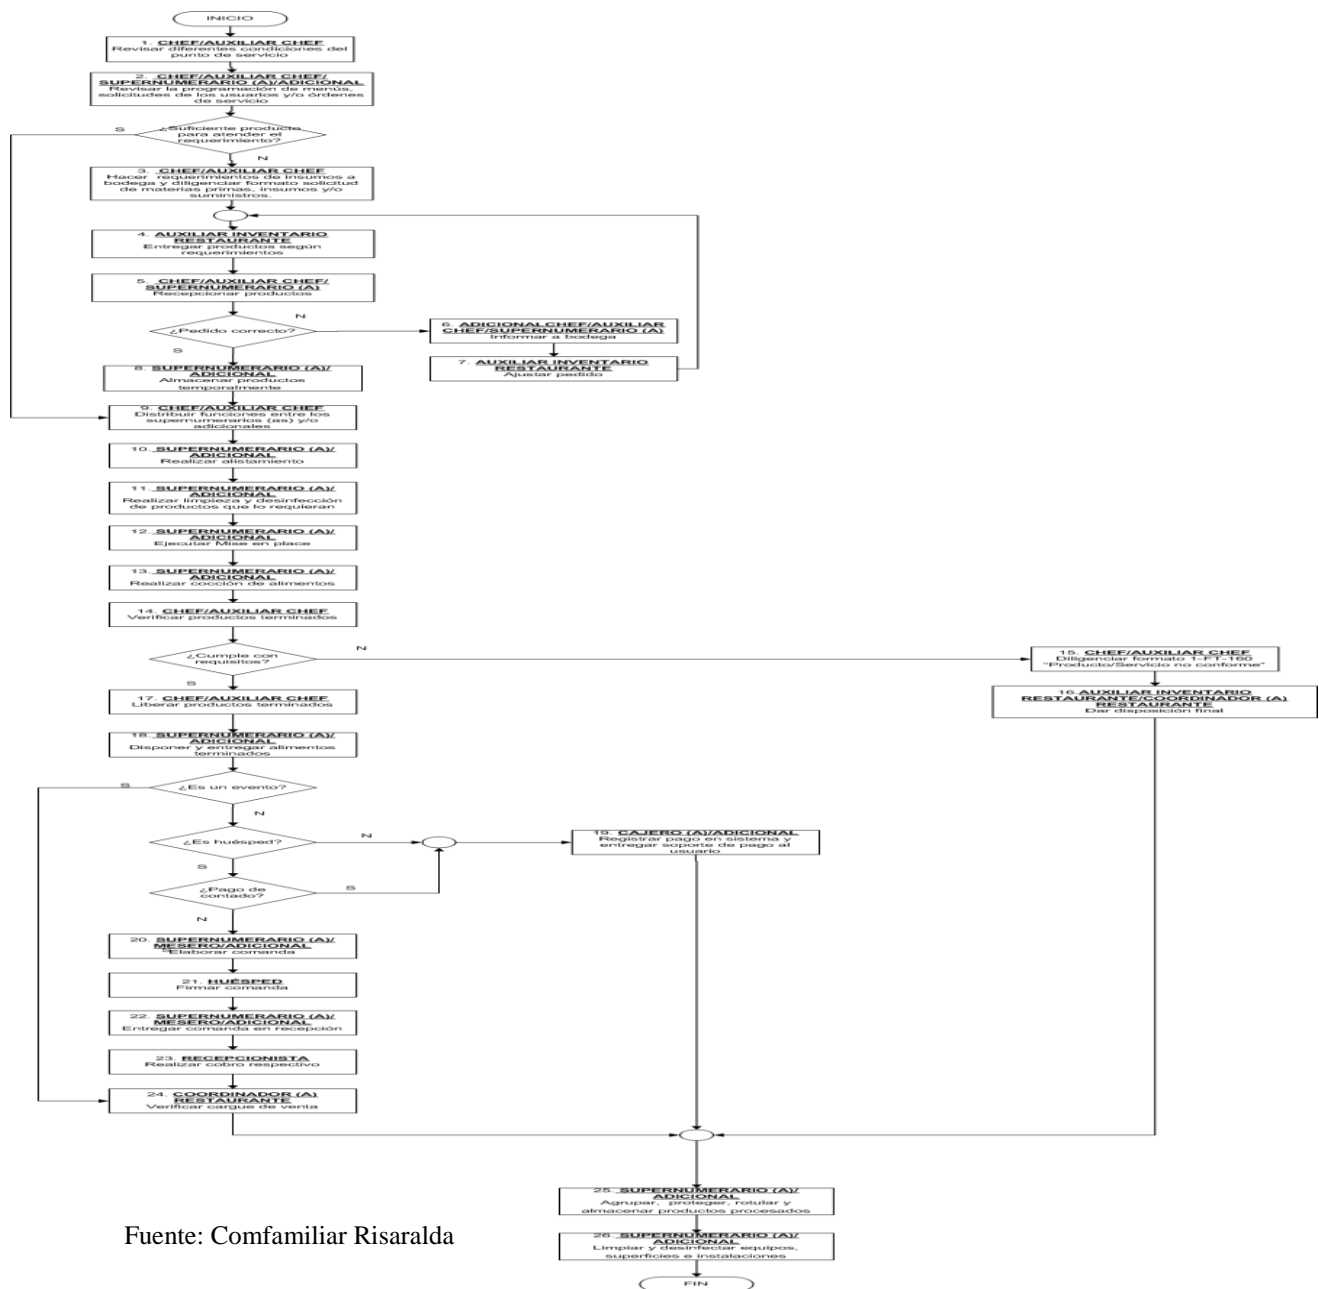 INICIO
1. CHEF/AUXILIAR CHEF
Revisar diferentes condiciones del
punto de servicio
2. CHEF/AUXILIAR CHEF/
SUPERNUMERARIO (A)/ADICIONAL
Revisar la programación de menús,
solicitudes de los usuarios y/o órdenes
de servicio
¿Suficiente producto
para atender el
requerimiento?
S
N
3. CHEF/AUXILIAR CHEF
Hacer requerimientos de insumos a
bodega y diligenciar formato solicitud
de materias primas, insumos y/o
suministros.
4. AUXILIAR INVENTARIO
RESTAURANTE
Entregar productos según
requerimientos
5. CHEF/AUXILIAR CHEF/
SUPERNUMERARIO (A)
Recepcionar productos
¿Pedido correcto?
N
S
6. ADICIONALCHEF/AUXILIAR
CHEF/SUPERNUMERARIO (A)
Informar a bodega
7. AUXILIAR INVENTARIO
RESTAURANTE
Ajustar pedido
8. SUPERNUMERARIO (A)/
ADICIONAL
Almacenar productos
temporalmente
9. CHEF/AUXILIAR CHEF
Distribuir funciones entre los
supernumerarios (as) y/o
adicionales
10. SUPERNUMERARIO (A)/
ADICIONAL
Realizar alistamiento
11. SUPERNUMERARIO (A)/
ADICIONAL
Realizar limpieza y desinfección
de productos que lo requieran
12. SUPERNUMERARIO (A)/
ADICIONAL
Ejecutar Mise en place
13. SUPERNUMERARIO (A)/
ADICIONAL
Realizar cocción de alimentos
14. CHEF/AUXILIAR CHEF
Verificar productos terminados
¿Cumple con
requisitos?
N
S
15. CHEF/AUXILIAR CHEF
Diligenciar formato 1-FT-160
"Producto/Servicio no conforme"
16. AUXILIAR INVENTARIO
RESTAURANTE/COORDINADOR (A)
RESTAURANTE
Dar disposición final
17. CHEF/AUXILIAR CHEF
Liberar productos terminados
18. SUPERNUMERARIO (A)/
ADICIONAL
Disponer y entregar alimentos
terminados
¿Es un evento?
S
N
¿Es huésped?
N
S
19. CAJERO (A)/ADICIONAL
Registrar pago en sistema y
entregar soporte de pago al
usuario
¿Pago de
contado?
S
N
20. SUPERNUMERARIO (A)/
MESERO/ADICIONAL
Elaborar comanda
21. HUÉSPED
Firmar comanda
22. SUPERNUMERARIO (A)/
MESERO/ADICIONAL
Entregar comanda en recepción
23. RECEPCIONISTA
Realizar cobro respectivo
24. COORDINADOR (A)
RESTAURANTE
Verificar cargue de venta
25. SUPERNUMERARIO (A)/
ADICIONAL
Agrupar, proteger, rotular y
almacenar productos procesados
26. SUPERNUMERARIO (A)/
ADICIONAL
Limpiar y desinfectar equipos,
superficies e instalaciones
FIN
Fuente: Comfamiliar Risaralda